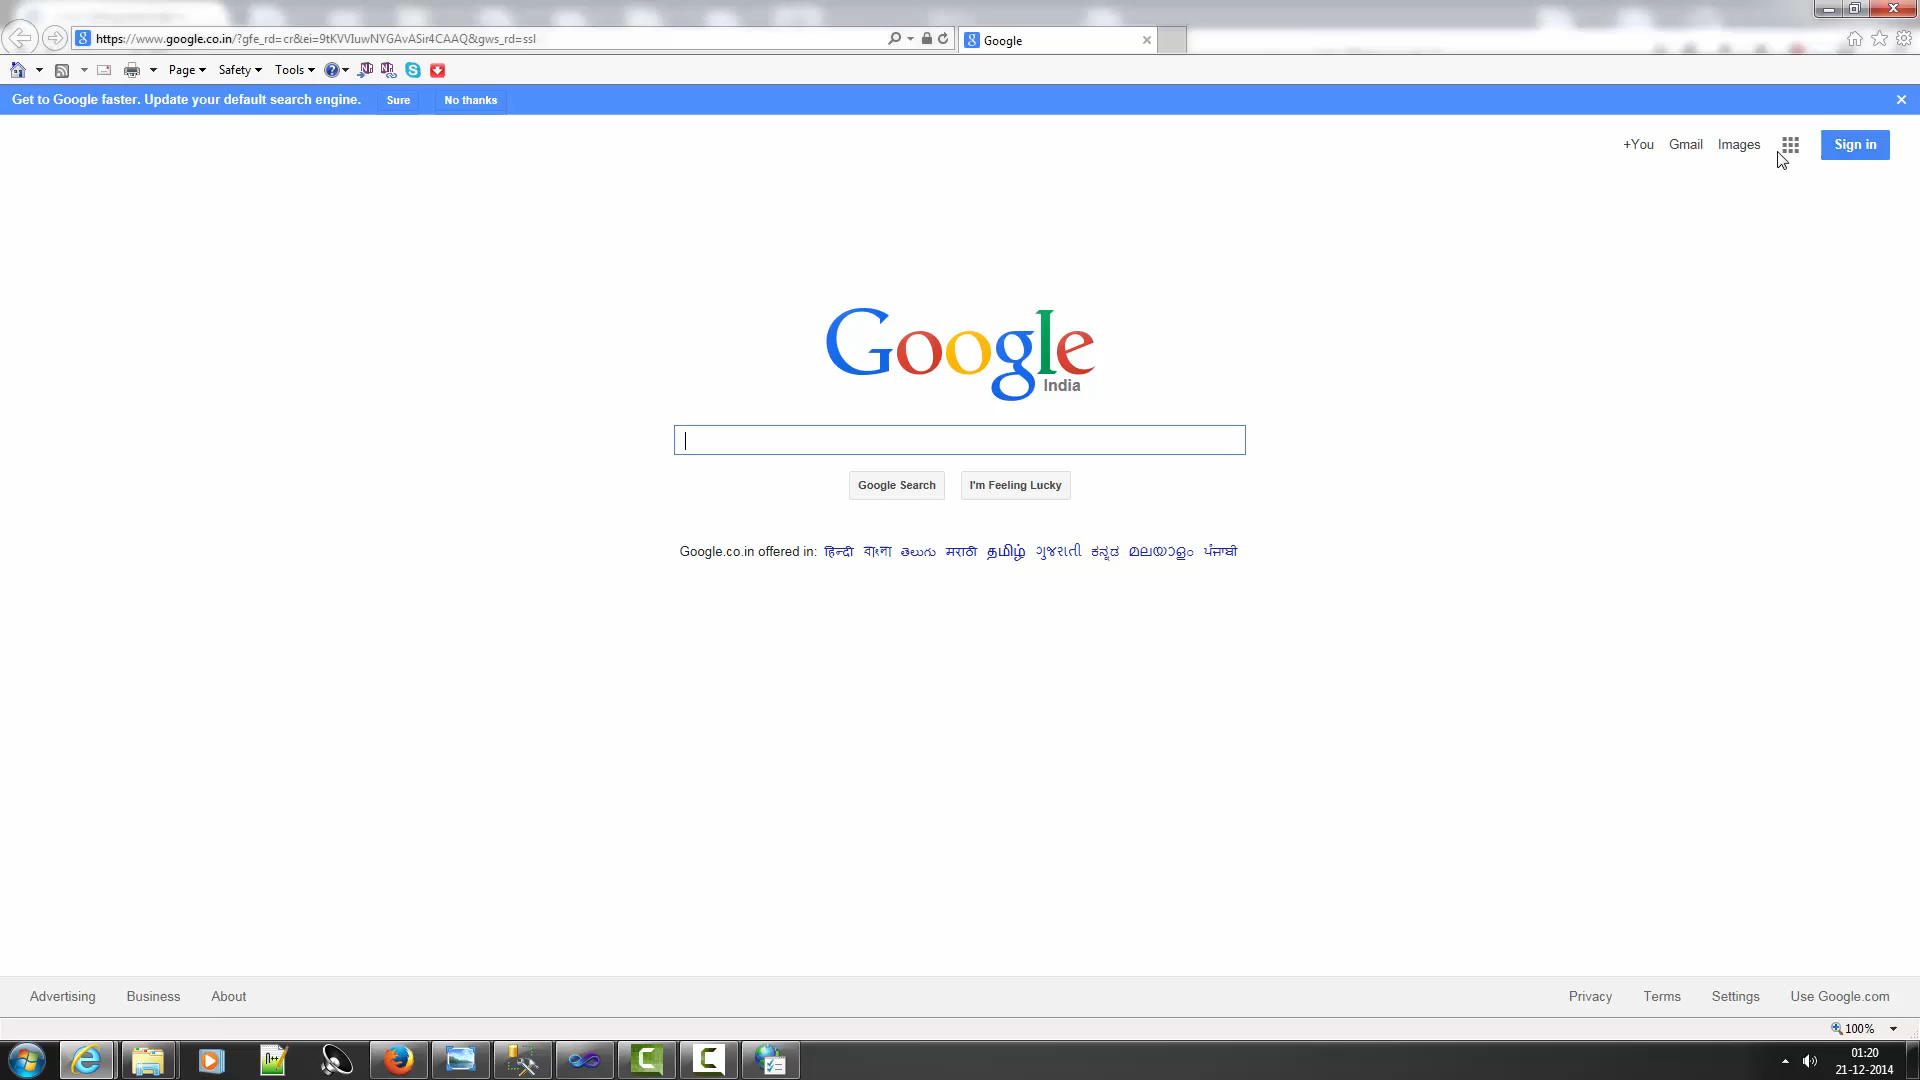 https://www.google.co.in/?gfe_rd=cr&ei=9tKVVIuwNYGAvASir4CAAQ&gws_rd=ssl
Google
Page Safety Tools
Get to Google faster. Update your default search engine. Sure No thanks
+You Gmail Images Sign in
Google
India
Google Search I'm Feeling Lucky
Google.co.in offered in: हिन्दी বাংলা తెలుగు मराठी தமிழ் ગુજરાતી ಕನ್ನಡ മലയാളം ਪੰਜਾਬੀ
Advertising Business About Privacy Terms Settings Use Google.com
100%
01:20
21-12-2014